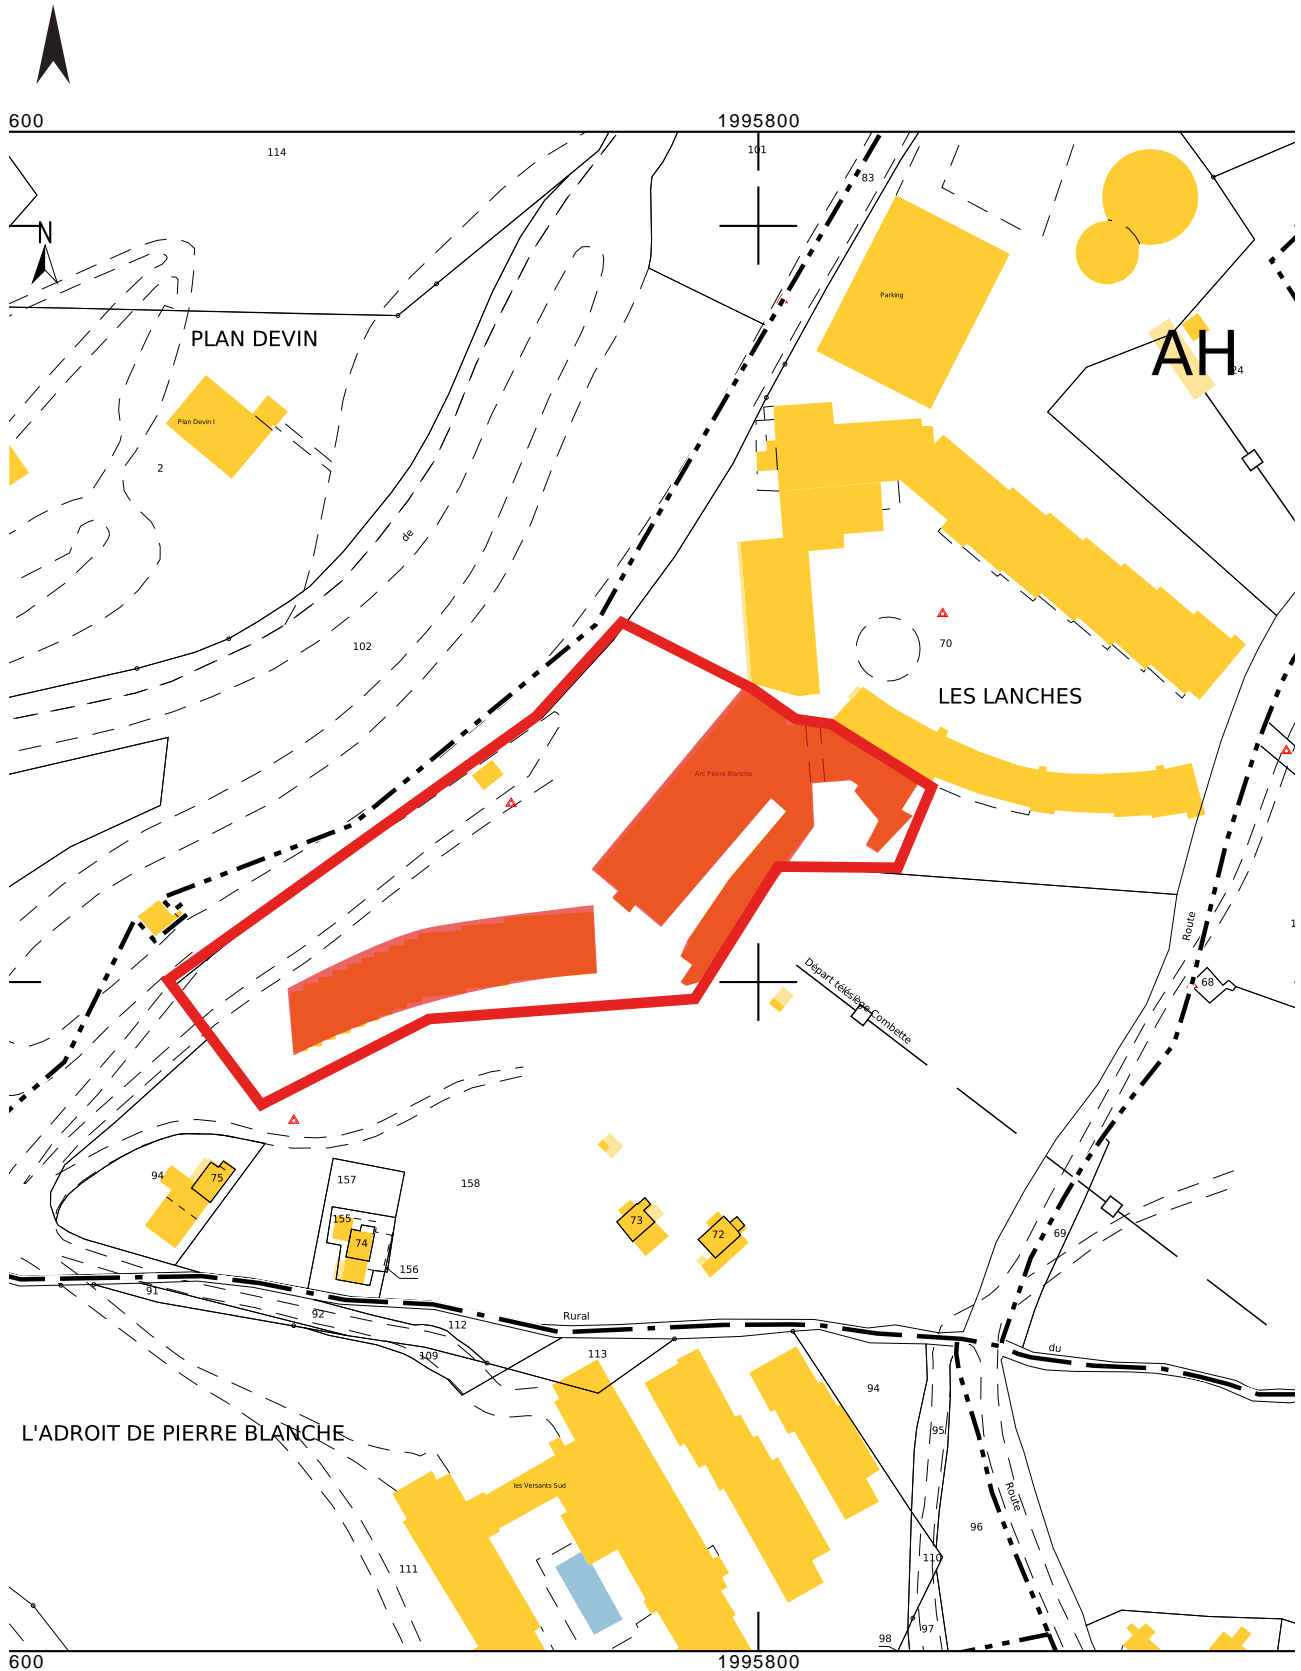 600
1995800
114
101
83
N
Parking
PLAN DEVIN
AH
24
Plan Devin I
2
de
102
70
LES LANCHES
Arc Pierre Blanche
Route
1
Départ télésiège Combette
68
94
75
157
158
155
74
73
72
156
69
91
92
112
Rural
109
113
du
94
L'ADROIT DE PIERRE BLANCHE
95
les Versants Sud
Route
96
111
110
97
98
600
1995800